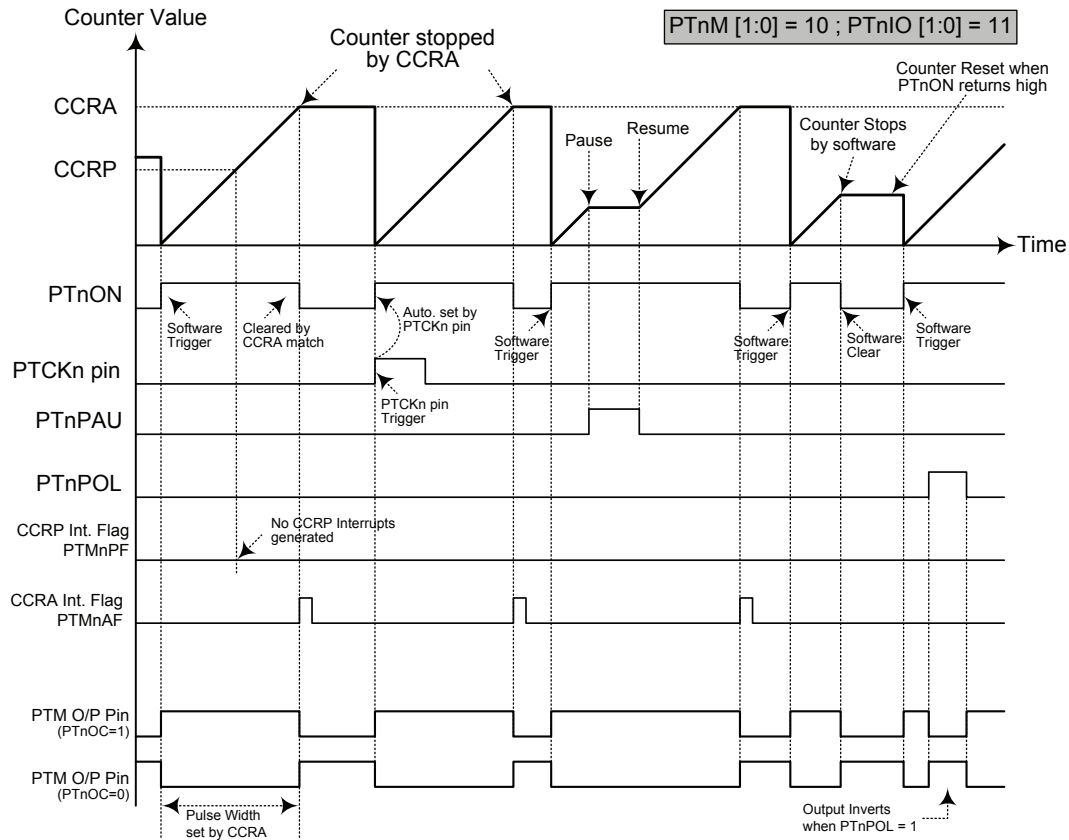 Counter Value
PTnM [1:0] = 10 ; PTnIO [1:0] = 11
Counter stopped
by CCRA
Counter Reset when
PTnON returns high
CCRA
CCRP
Pause
Resume
Counter Stops
by software
Time
PTnON
Software
Trigger
Cleared by
CCRA match
Auto. set by
PTCKn pin
Software
Trigger
Software
Trigger
Software
Clear
Software
Trigger
PTCKn pin
PTCKn pin
Trigger
PTnPAU
PTnPOL
CCRP Int. Flag
PTMnPF
No CCRP Interrupts
generated
CCRA Int. Flag
PTMnAF
PTM O/P Pin
(PTnOC=1)
PTM O/P Pin
(PTnOC=0)
Pulse Width
set by CCRA
Output Inverts
when PTnPOL = 1